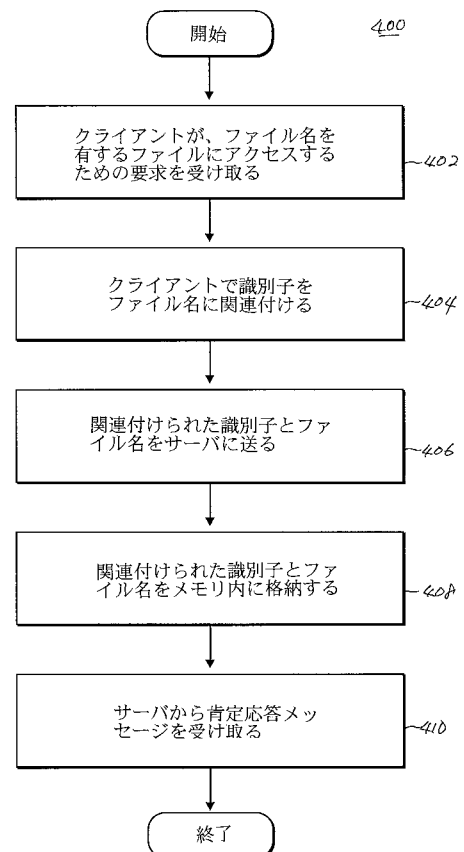 開始
400
クライアントが、ファイル名を
有するファイルにアクセスする
ための要求を受け取る
402
クライアントで識別子を
ファイル名に関連付ける
404
関連付けられた識別子とファ
イル名をサーバに送る
406
関連付けられた識別子とファ
イル名をメモリ内に格納する
408
サーバから肯定応答メッ
セージを受け取る
410
終了